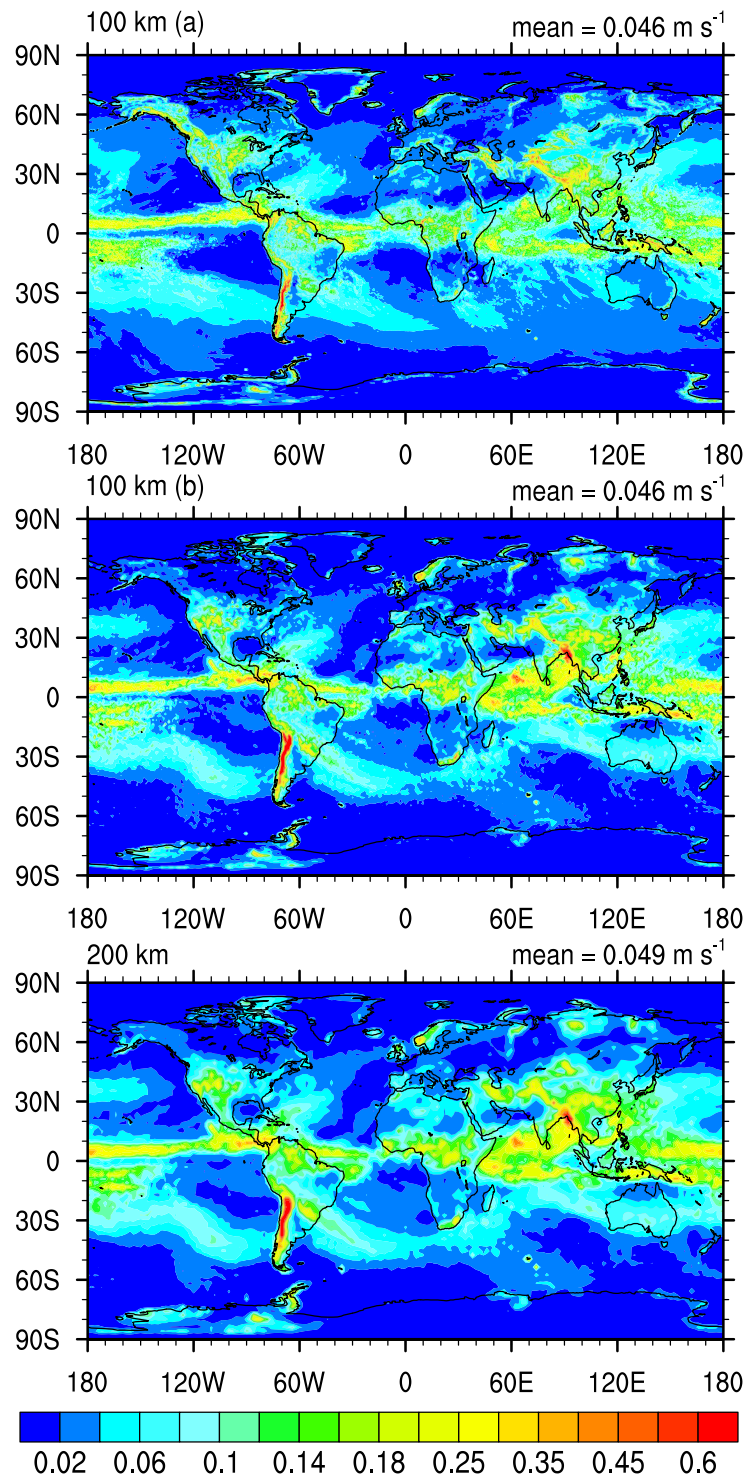 100 km (a) mean = 0.046 m s-1
90N
60N
30N
0
30S
60S
90S
180 120W 60W 0 60E 120E 180
100 km (b) mean = 0.046 m s-1
90N
60N
30N
0
30S
60S
90S
180 120W 60W 0 60E 120E 180
200 km mean = 0.049 m s-1
90N
60N
30N
0
30S
60S
90S
180 120W 60W 0 60E 120E 180
0.02 0.06 0.1 0.14 0.18 0.25 0.35 0.45 0.6